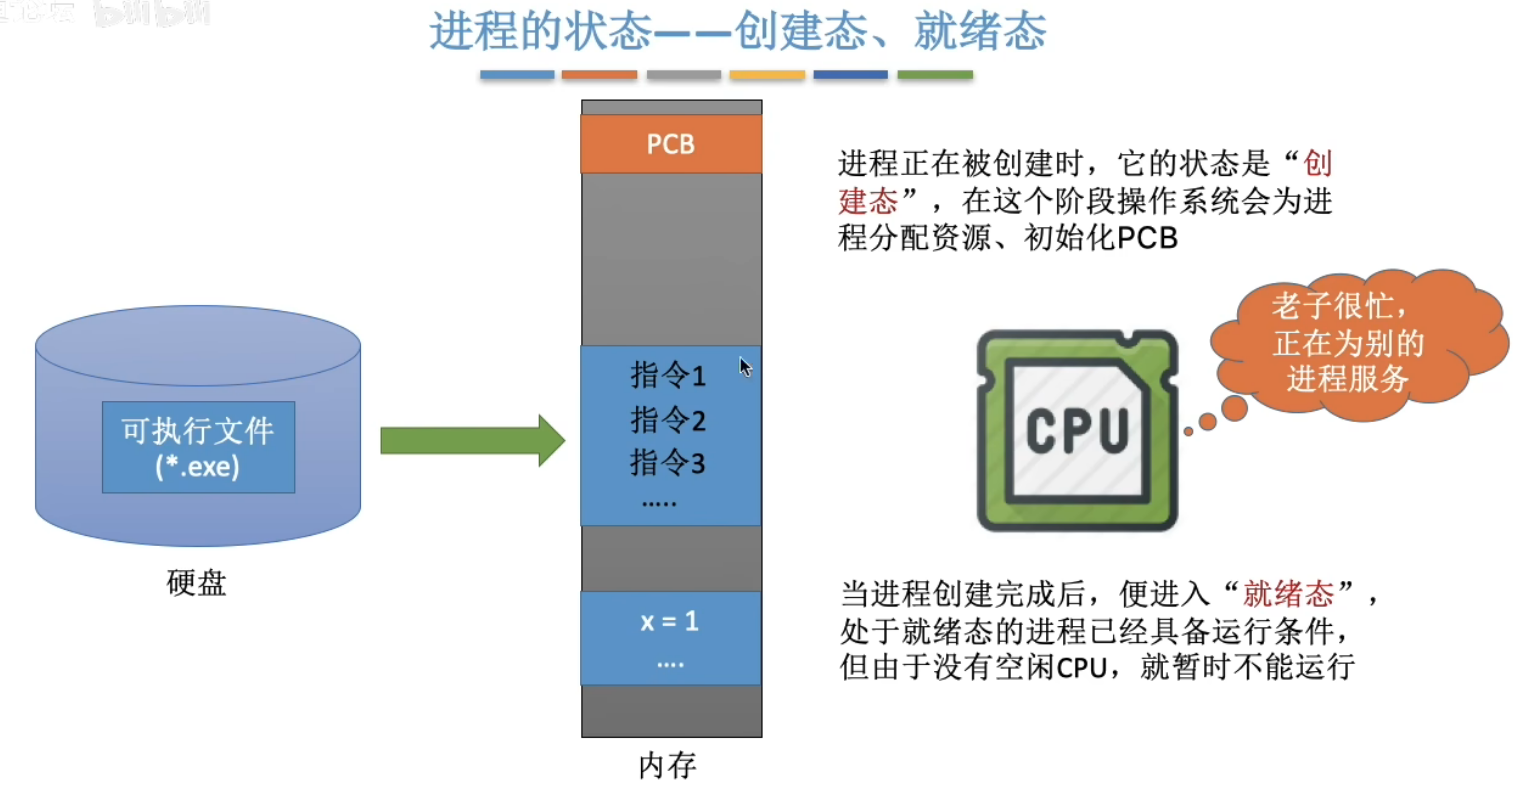 进程的状态——创建态、就绪态
PCB
进程正在被创建时，它的状态是“创
建态”，在这个阶段操作系统会为进
程分配资源、初始化PCB
老子很忙，
正在为别的
进程服务
指令1
指令2
指令3
.....
可执行文件
(*.exe)
CPU
硬盘
当进程创建完成后，便进入“就绪态”，
处于就绪态的进程已经具备运行条件，
但由于没有空闲CPU，就暂时不能运行
x = 1
....
内存